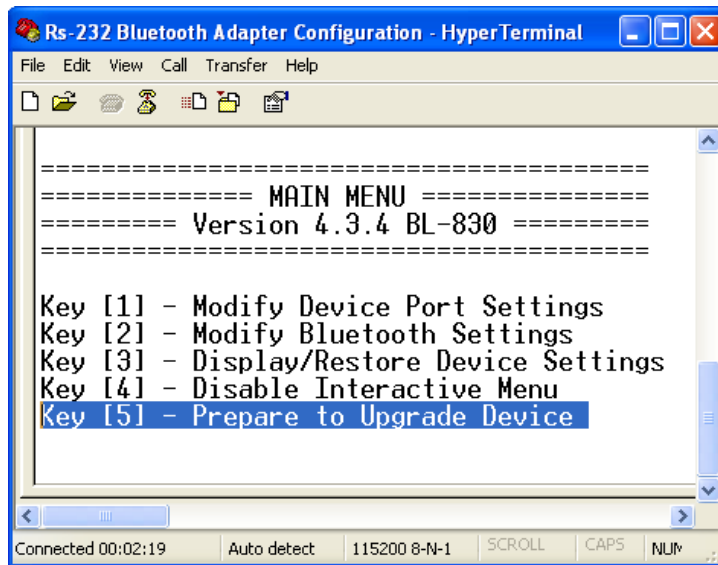 Rs-232 Bluetooth Adapter Configuration - HyperTerminal
File Edit View Call Transfer Help
========================================
============== MAIN MENU ===============
========= Version 4.3.4 BL-830 =========
========================================
Key [1] - Modify Device Port Settings
Key [2] - Modify Bluetooth Settings
Key [3] - Display/Restore Device Settings
Key [4] - Disable Interactive Menu
Key [5] - Prepare to Upgrade Device
Connected 00:02:19 Auto detect 115200 8-N-1 SCROLL CAPS NUM